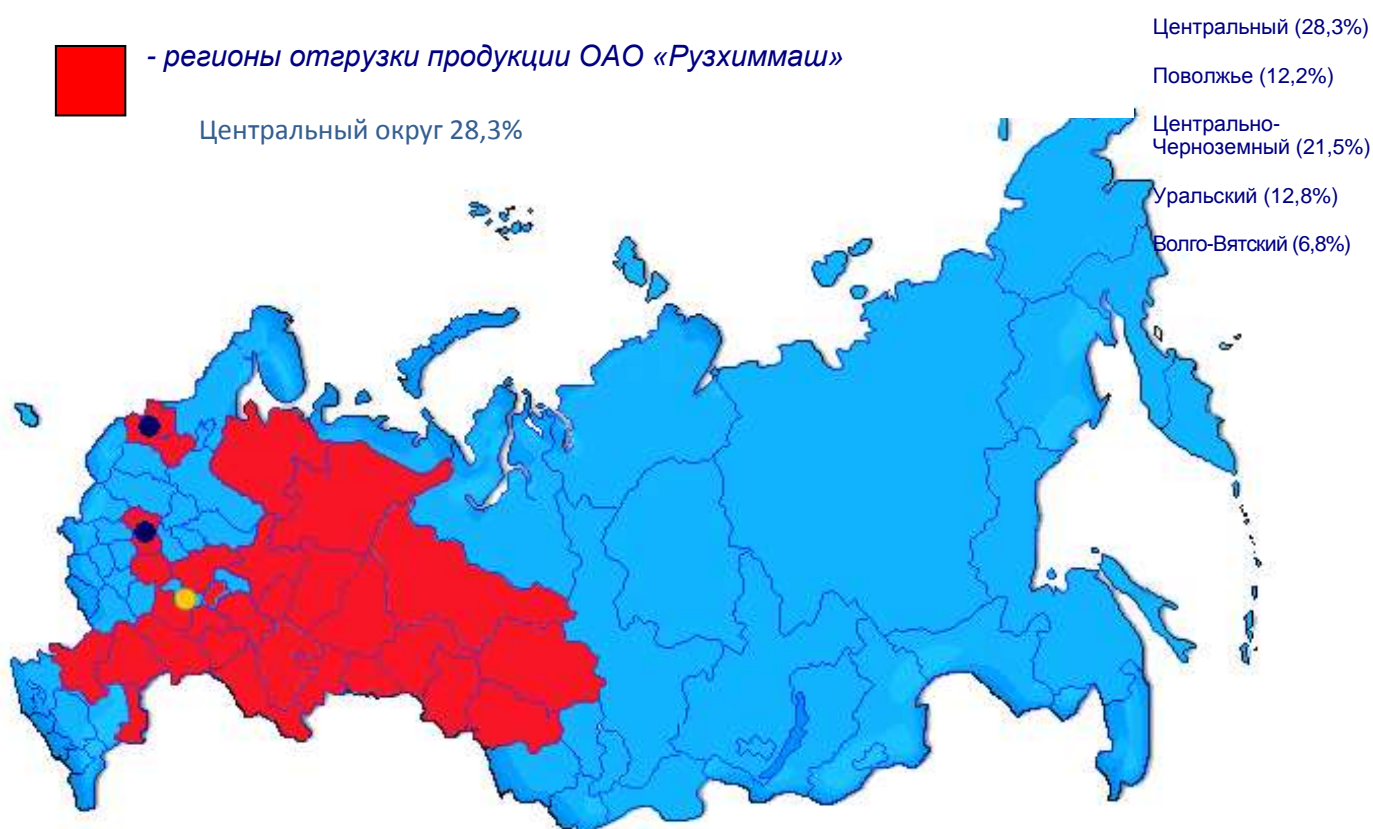 - регионы отгрузки продукции ОАО «Рузхиммаш»
Центральный округ 28,3%
Центральный (28,3%)
Поволжье (12,2%)
Центрально-
Черноземный (21,5%)
Уральский (12,8%)
Волго-Вятский (6,8%)